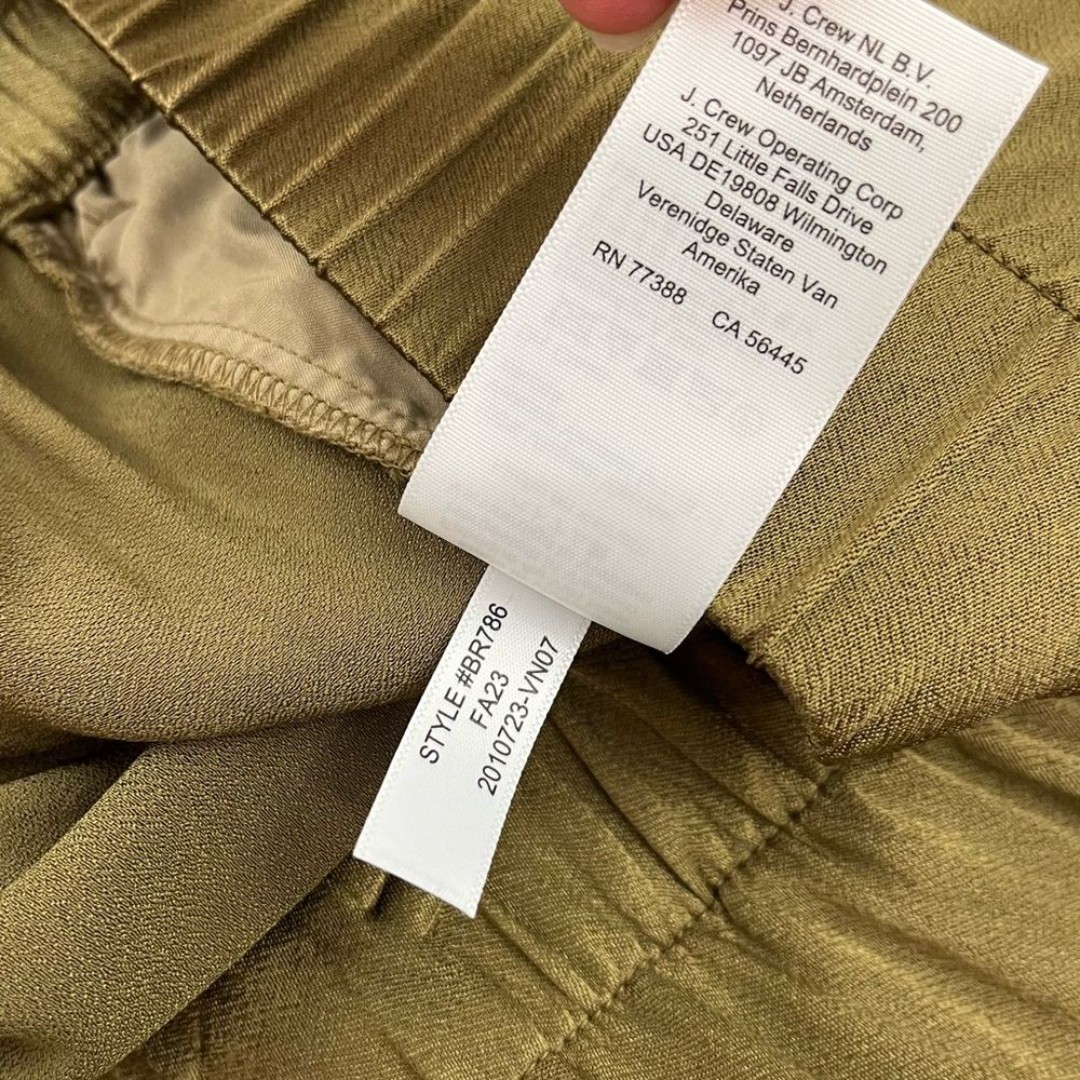 J. Crew NL B.V.
Prins Bernhardplein 200
1097 JB Amsterdam,
Netherlands
J. Crew Operating Corp
251 Little Falls Drive
USA DE19808 Wilmington
Delaware
Verenidge Staten Van
Amerika
RN 77388 CA 56445
STYLE #BR786
FA23
2010723-VN07